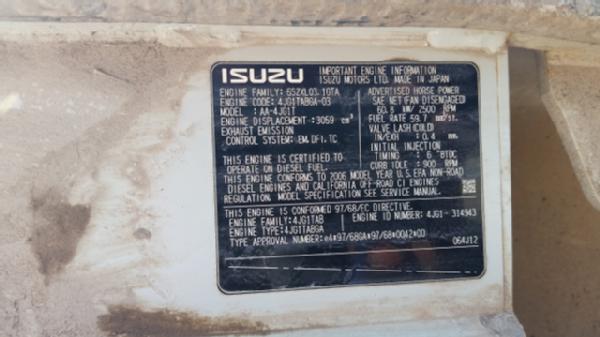 ISUZU
IMPORTANT ENGINE INFORMATION
ISUZU MOTORS LTD. MADE IN JAPAN
ENGINE FAMILY: 6SZXL03.1GTA
ENGINE CODE: 4JG1TABGA-03
MODEL : AA-4JG1T
ENGINE DISPLACEMENT: 3059 cm³
EXHAUST EMISSION
CONTROL SYSTEM: EM, DFI, TC
THIS ENGINE IS CERTIFIED TO
OPERATE ON DIESEL FUEL.
ADVERTISED HORSE POWER
SAE NET(FAN DISENGAGED)
kW/ 2500 RPM
FUEL RATE 59.7 mm³/st.
VALVE LASH(COLD)
IN/EXH : 0.4 mm
INITIAL INJECTION
TIMING : 6 °BTDC
CURB IDLE : 900 RPM
THIS ENGINE CONFORMS TO 2006 MODEL YEAR U.S. EPA NON-ROAD
DIESEL ENGINES AND CALIFORNIA OFF-ROAD CI ENGINES
REGULATION. MODEL SPECIFICATION SEE SERVICE MANUAL.
THIS ENGINE IS CONFORMED 97/68/EC DIRECTIVE.
ENGINE FAMILY: 4JG1TAB
ENGINE ID NUMBER: 4JG1- 314943
ENGINE TYPE: 4JG1TABGA
TYPE APPROVAL NUMBER: e4*97/68GA*97/68*0042*00
064J12